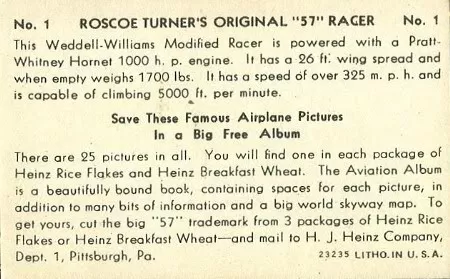 No. 1 ROSCOE TURNER'S ORIGINAL "57" RACER No. 1
This Weddell-Williams Modified Racer is powered with a Pratt-
Whitney Hornet 1000 h. p. engine. It has a 26 ft. wing spread and
when empty weighs 1700 lbs. It has a speed of over 325 m. p. h. and
is capable of climbing 5000 ft. per minute.
Save These Famous Airplane Pictures
In a Big Free Album
There are 25 pictures in all. You will find one in each package of
Heinz Rice Flakes and Heinz Breakfast Wheat. The Aviation Album
is a beautifully bound book, containing spaces for each picture, in
addition to many bits of information and a big world skyway map. To
get yours, cut the big "57" trademark from 3 packages of Heinz Rice
Flakes or Heinz Breakfast Wheat—and mail to H. J. Heinz Company,
Dept. 1, Pittsburgh, Pa. 23235 LITHO. IN U. S. A.